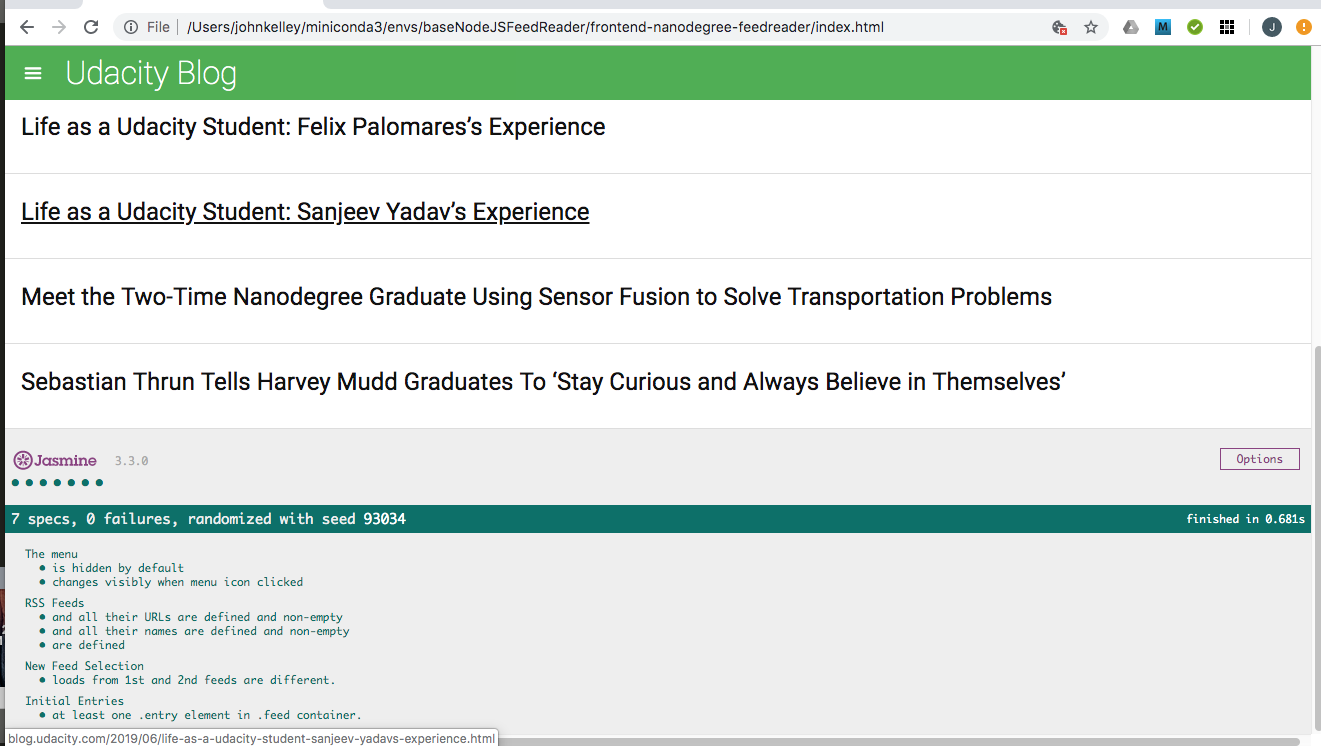 File /Users/johnkelley/miniconda3/envs/baseNodeJSFeedReader/frontend-nanodegree-feedreader/index.html M J
Udacity Blog
Life as a Udacity Student: Felix Palomares’s Experience
Life as a Udacity Student: Sanjeev Yadav’s Experience
Meet the Two-Time Nanodegree Graduate Using Sensor Fusion to Solve Transportation Problems
Sebastian Thrun Tells Harvey Mudd Graduates To ‘Stay Curious and Always Believe in Themselves’
Jasmine 3.3.0 Options
7 specs, 0 failures, randomized with seed 93034 finished in 0.681s
The menu
• is hidden by default
• changes visibly when menu icon clicked
RSS Feeds
• and all their URLs are defined and non-empty
• and all their names are defined and non-empty
• are defined
New Feed Selection
• loads from 1st and 2nd feeds are different.
Initial Entries
• at least one .entry element in .feed container.
blog.udacity.com/2019/06/life-as-a-udacity-student-sanjeev-yadavs-experience.html